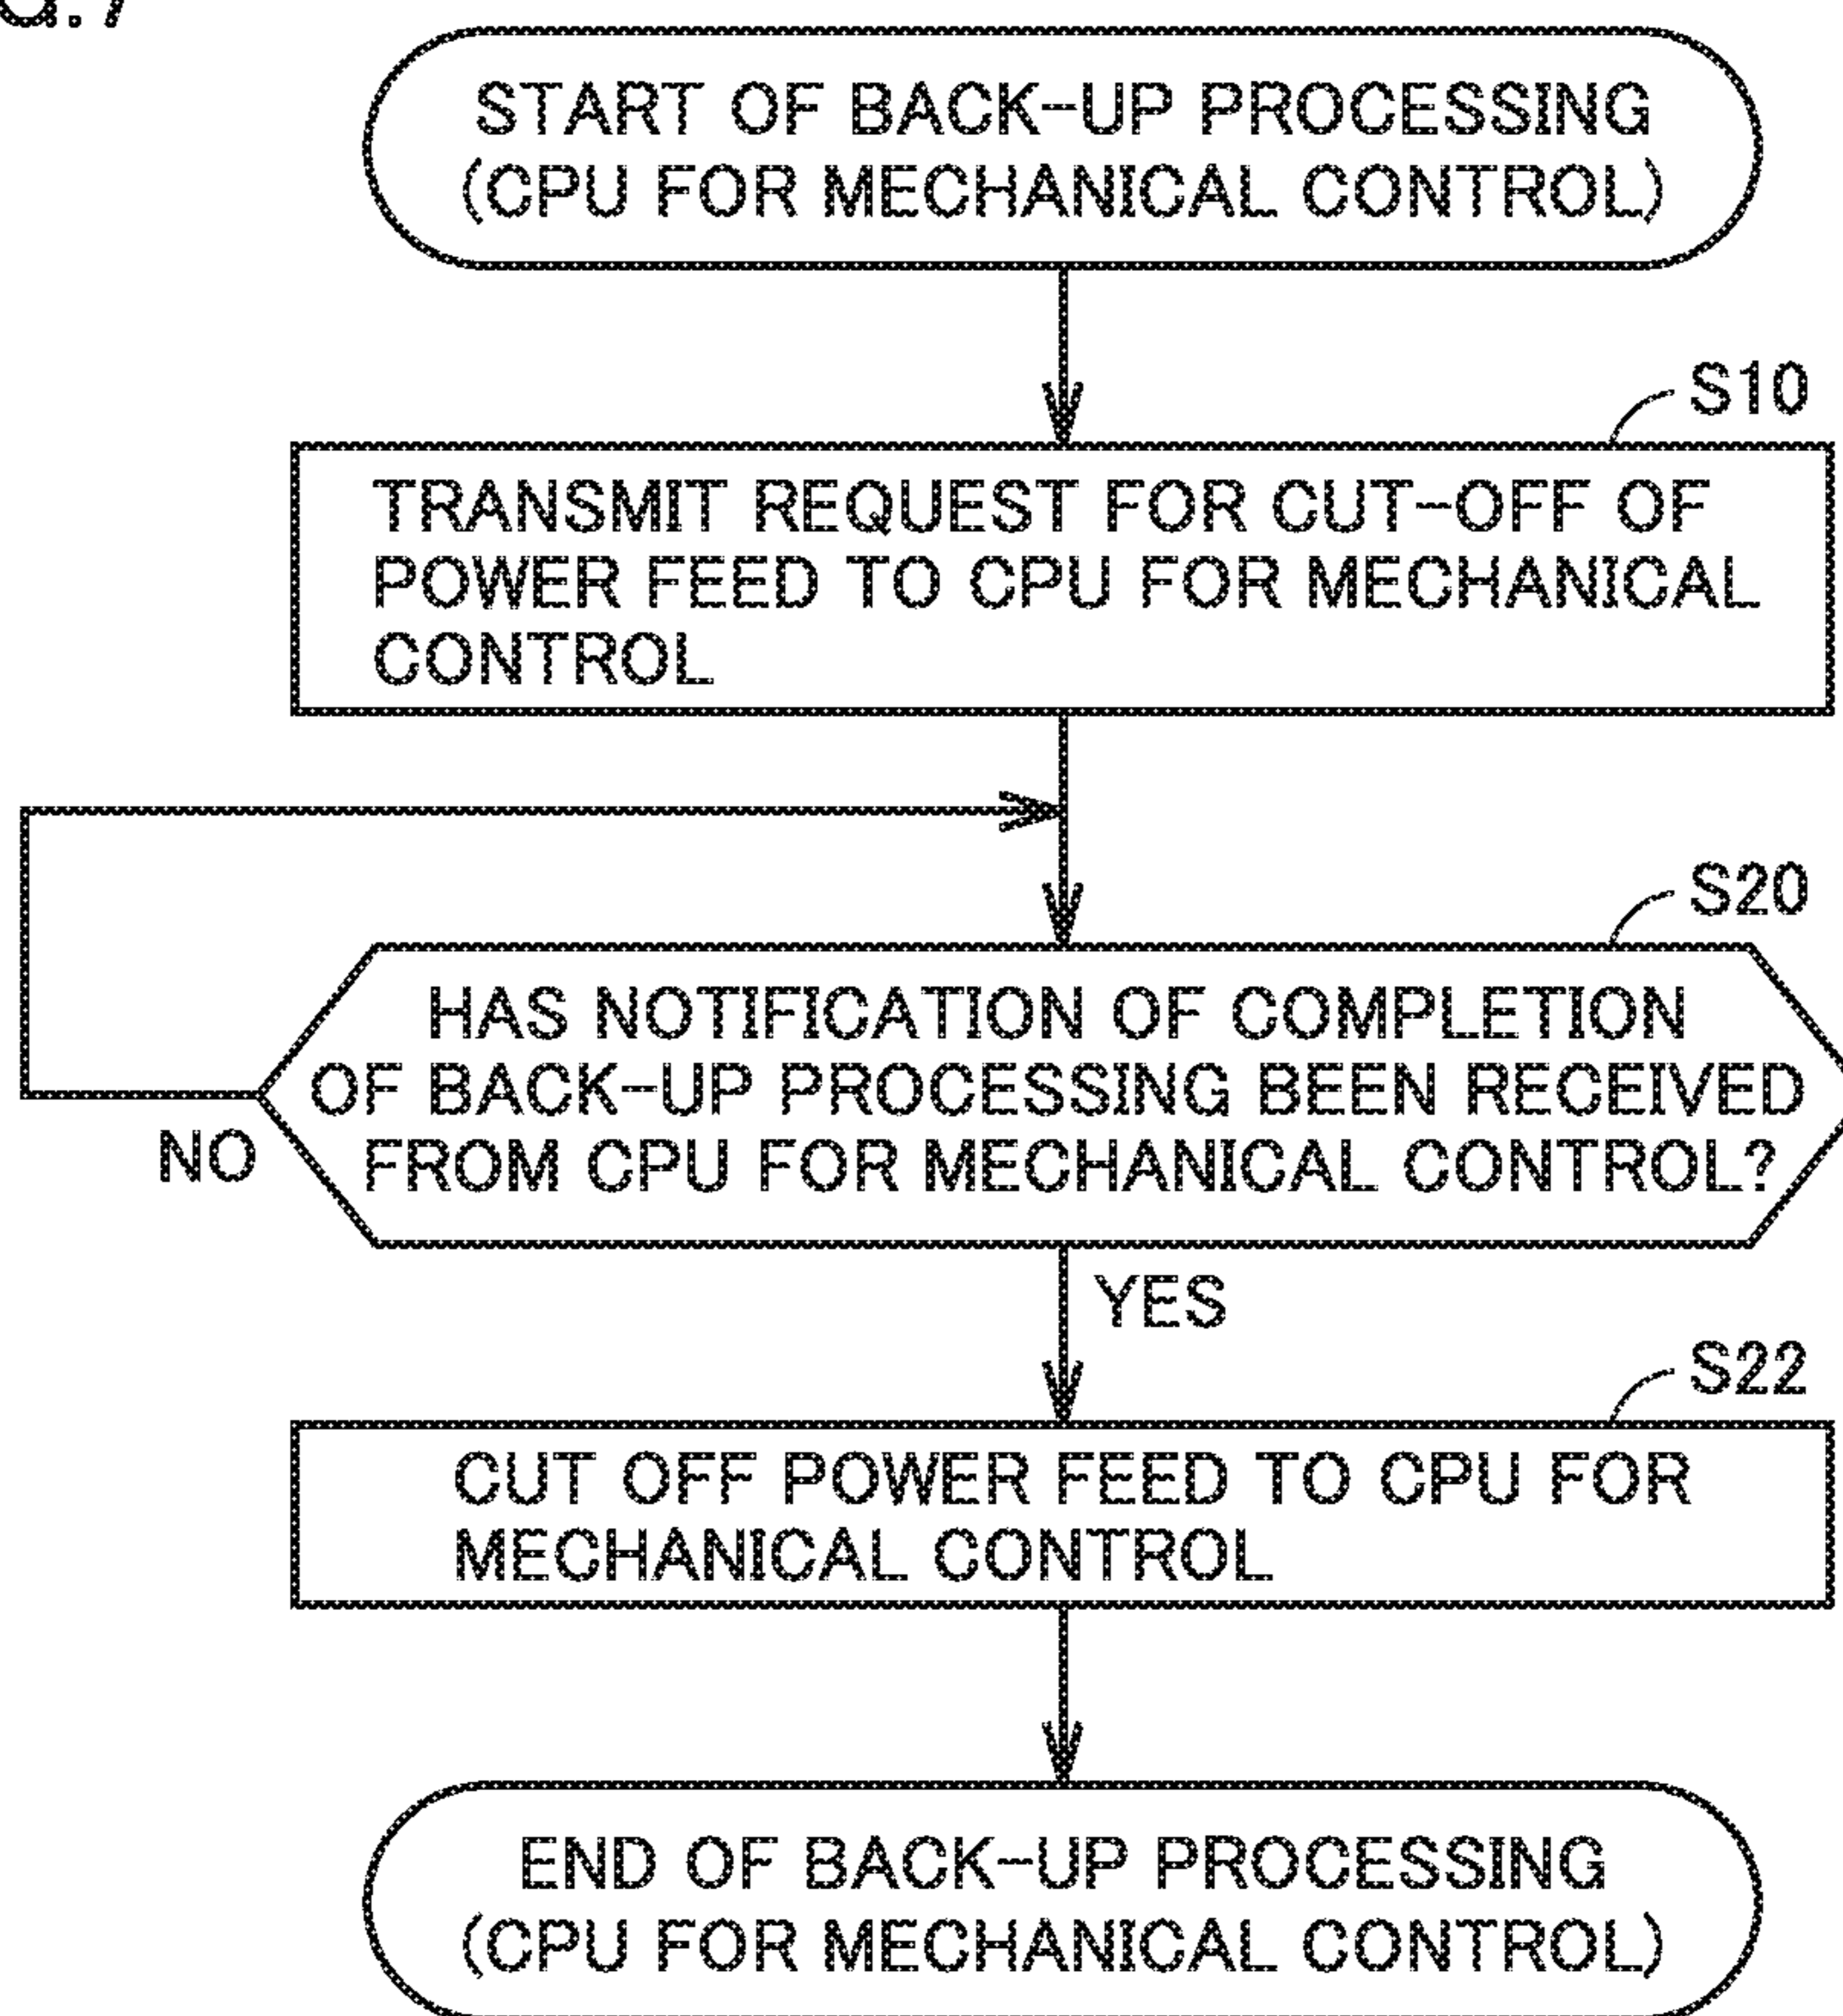 START OF BACK-UP PROCESSING
(CPU FOR MECHANICAL CONTROL)
S10
TRANSMIT REQUEST FOR CUT-OFF OF
POWER FEED TO CPU FOR MECHANICAL
CONTROL
S20
HAS NOTIFICATION OF COMPLETION
OF BACK-UP PROCESSING BEEN RECEIVED
FROM CPU FOR MECHANICAL CONTROL?
NO
YES
S22
CUT OFF POWER FEED TO CPU FOR
MECHANICAL CONTROL
END OF BACK-UP PROCESSING
(CPU FOR MECHANICAL CONTROL)